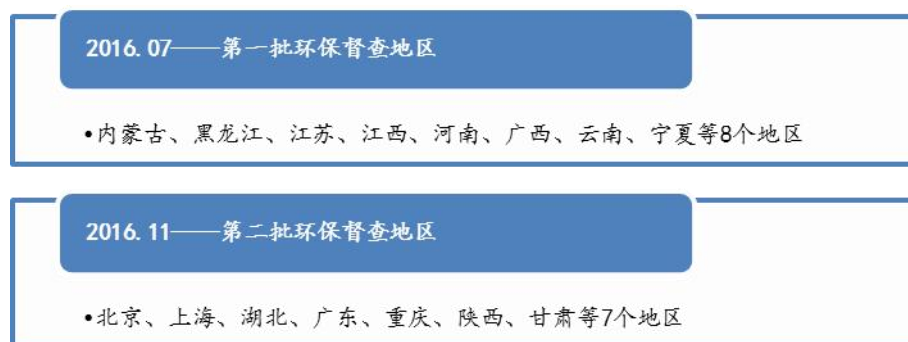 2016.07——第一批环保督查地区
•内蒙古、黑龙江、江苏、江西、河南、广西、云南、宁夏等8个地区
2016.11——第二批环保督查地区
•北京、上海、湖北、广东、重庆、陕西、甘肃等7个地区